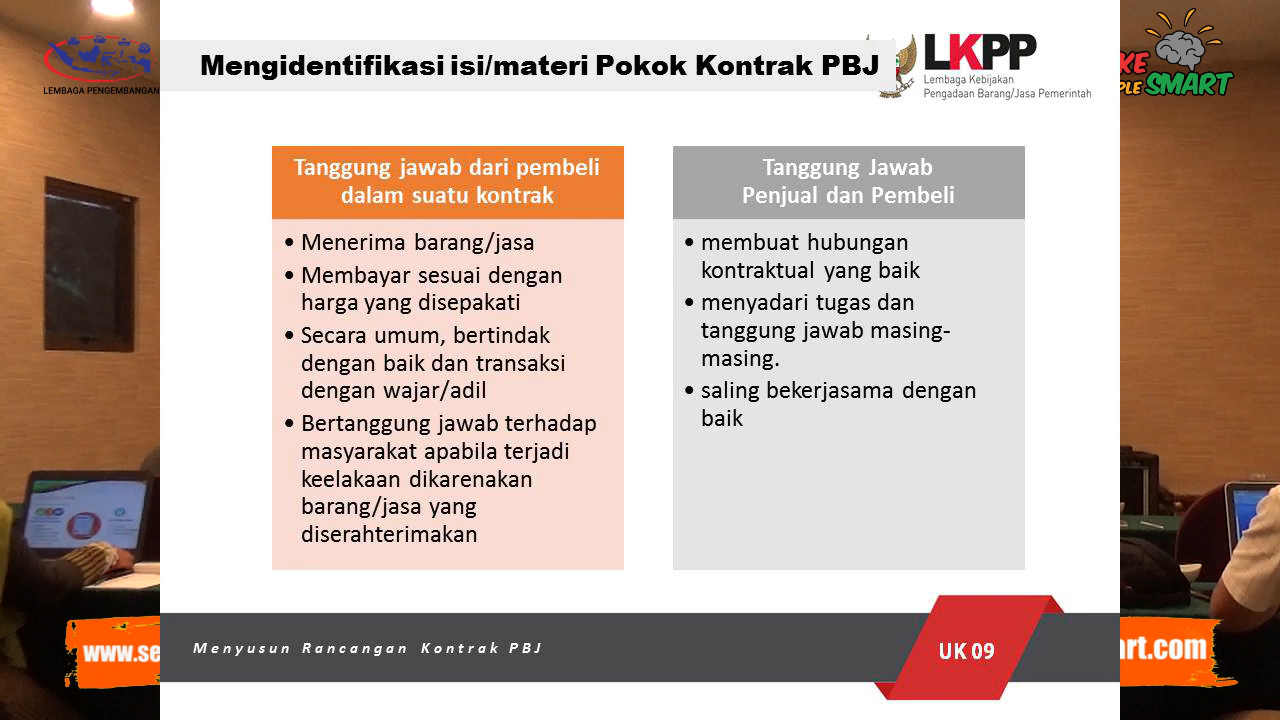 Mengidentifikasi isi/materi Pokok Kontrak PBJ
LKPP
Lembaga Kebijakan
Pengadaan Barang/Jasa Pemerintah
LEMBAGA PENGEMBANGAN
SMART
Tanggung jawab dari pembeli
dalam suatu kontrak
• Menerima barang/jasa
• Membayar sesuai dengan
harga yang disepakati
• Secara umum, bertindak
dengan baik dan transaksi
dengan wajar/adil
• Bertanggung jawab terhadap
masyarakat apabila terjadi
keelakaan dikarenakan
barang/jasa yang
diserahterimakan
Tanggung Jawab
Penjual dan Pembeli
• membuat hubungan
kontraktual yang baik
• menyadari tugas dan
tanggung jawab masing-
masing.
• saling bekerjasama dengan
baik
www.se
art.com
Menyusun Rancangan Kontrak PBJ
UK 09